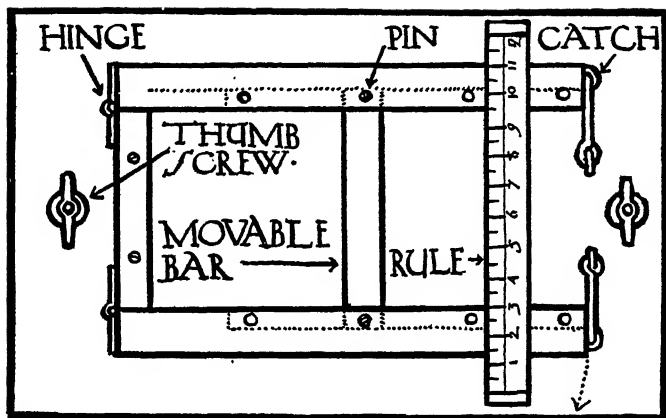 HINGE
PIN
CATCH
THUMB
SCREW.
MOVABLE
BAR
RULE
12
11
10
9
8
7
6
5
4
3
2
1